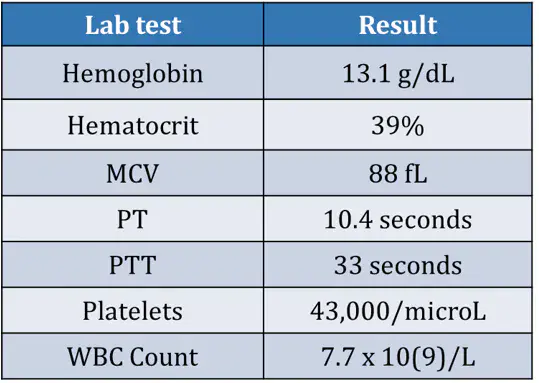 Lab test Result
Hemoglobin 13.1 g/dL
Hematocrit 39%
MCV 88 fL
PT 10.4 seconds
PTT 33 seconds
Platelets 43,000/microL
WBC Count 7.7 x 10(9)/L